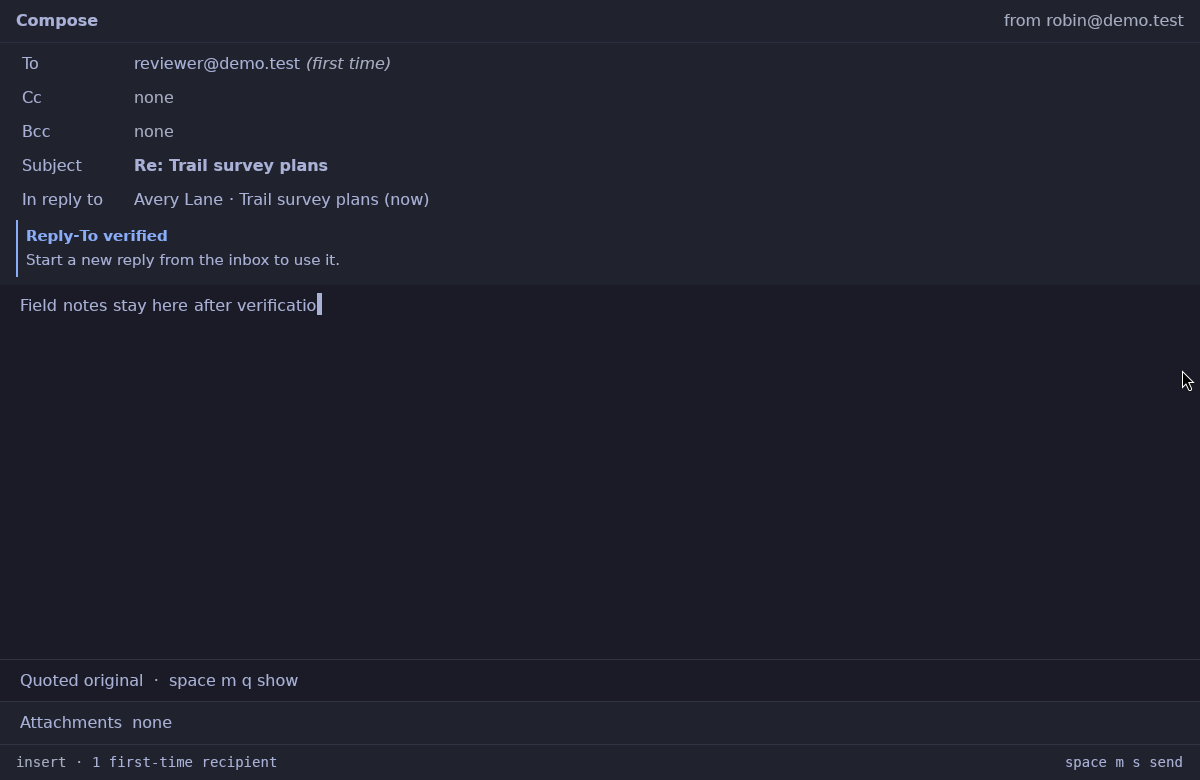 Compose
from robin@demo.test
To reviewer@demo.test (first time)
Cc none
Bcc none
Subject Re: Trail survey plans
In reply to Avery Lane · Trail survey plans (now)
Reply-To verified
Start a new reply from the inbox to use it.
Field notes stay here after verificatio
Quoted original · space m q show
Attachments none
insert · 1 first-time recipient
space m s send